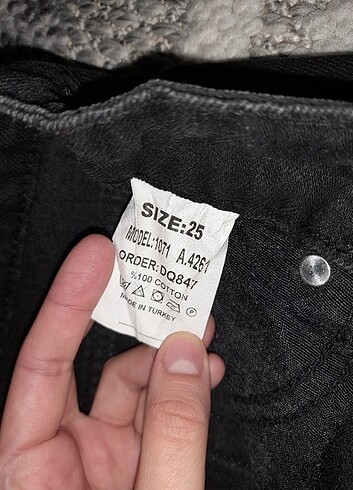 SIZE:25
MODEL:1071 A.4261
ORDER:DQ847
%100 COTTON
P
MADE IN TURKEY